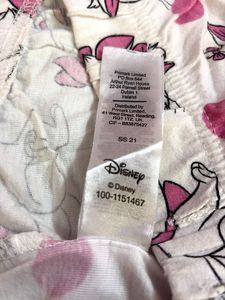 Primark Limited
PO Box 644
Arthur Ryan House
22-24 Parnell Street
Dublin 1
Ireland
Distributed by
Primark Limited,
41 West Street, Reading,
RG1 1TZ, UK.
CIF - B83875427
SS 21
Disney
© Disney
100-1151467